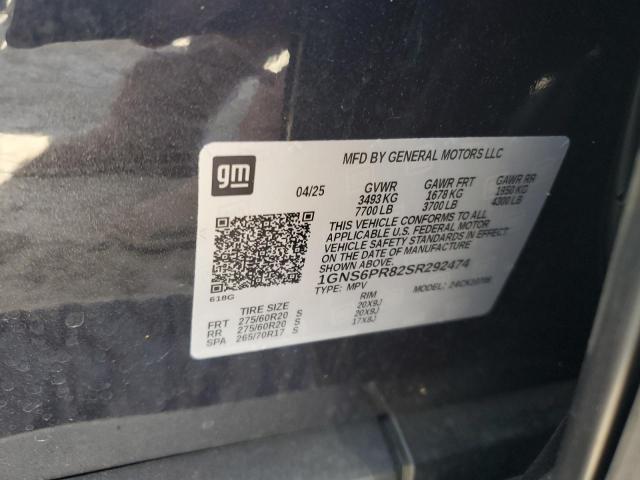 gm
MFD BY GENERAL MOTORS LLC
04/25 GVWR GAWR FRT GAWR RR
3493 KG 1678 KG 1950 KG
7700 LB 3700 LB 4300 LB
THIS VEHICLE CONFORMS TO ALL
APPLICABLE U.S. FEDERAL MOTOR
VEHICLE SAFETY STANDARDS IN EFFECT
ON THE DATE OF MANUFACTURE
SHOWN ABOVE.
1GNS6PR82SR292474
618G TYPE: MPV MODEL:
TIRE SIZE RIM
FRT 275/60R20 S 20X9J
RR 275/60R20 S 20X9J
SPA 265/70R17 S 17X8J